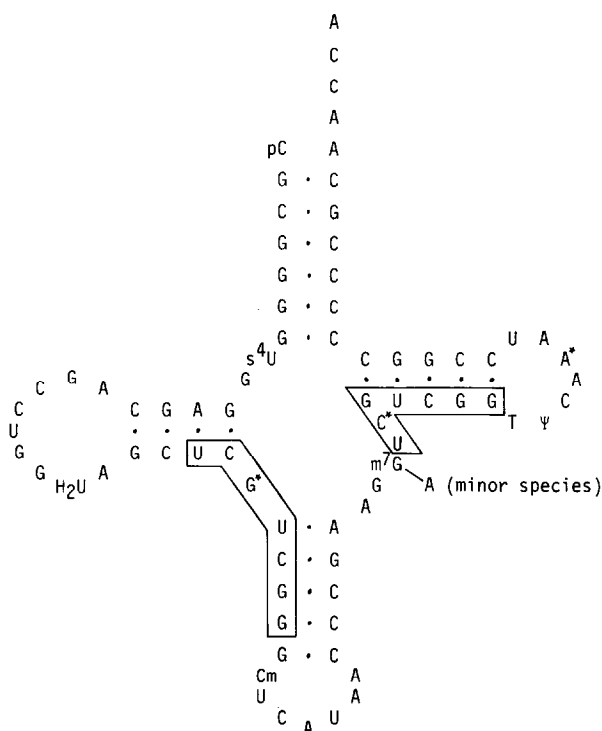 A
C
C
A
pC A
G · C
C · G
G · C
G · C
G · C
G · C
s⁴U
G
U A A* A C
C G G C C
· · · · ·
G U C G G T ψ
C*
U
m⁷G A (minor species)
G
A
A G C C G A C G A G
· · · ·
C U G G H₂U A G C U C
G*
U · A
C · G
G · C
G · C
G · C
Cm A
U A
C A U